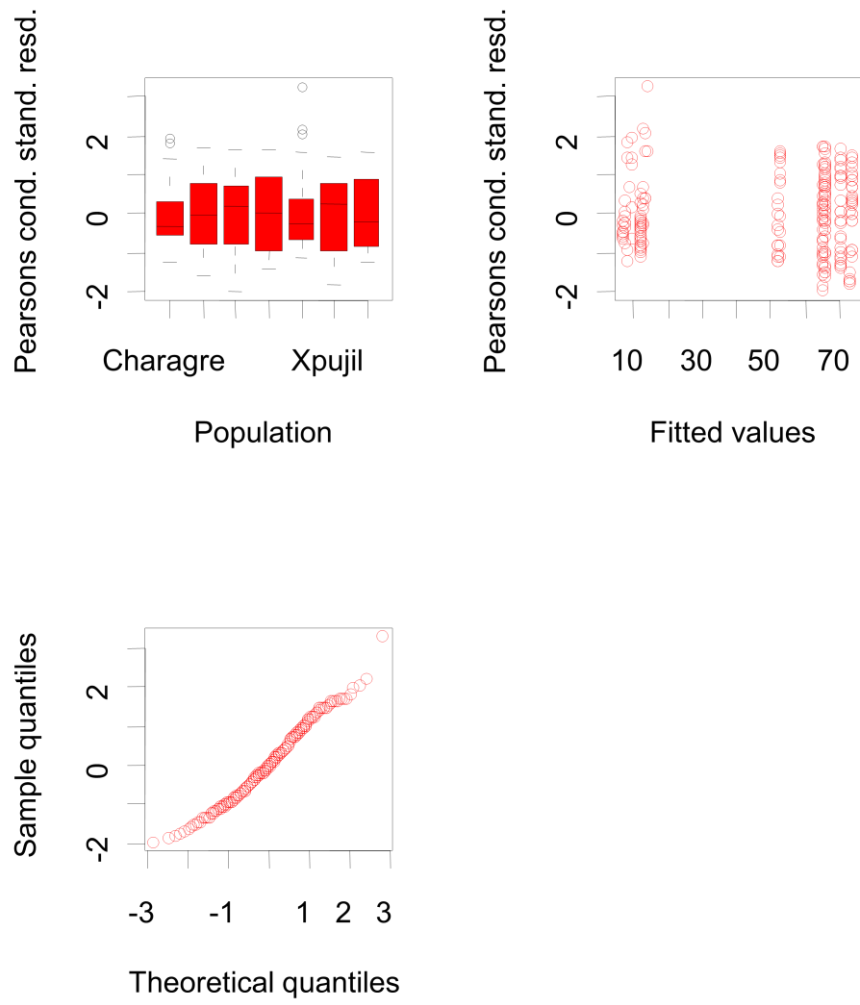 Pearsons cond. stand. resd.
2
0
-2
Charagre Xpujil
Population
Pearsons cond. stand. resd.
2
0
-2
10 30 50 70
Fitted values
Sample quantiles
2
0
-2
-3 -1 1 2 3
Theoretical quantiles